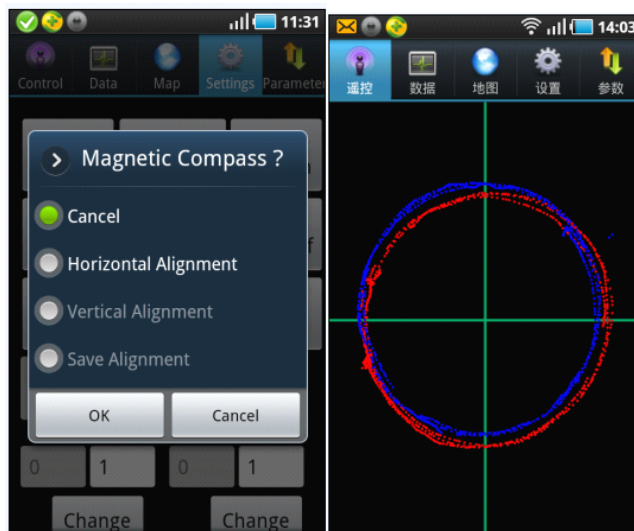 11:31
Control Data Map Settings Parameter
Magnetic Compass ?
Cancel
Horizontal Alignment
Vertical Alignment
Save Alignment
OK Cancel
0 1 0 1
Change Change
14:03
遥控 数据 地图 设置 参数